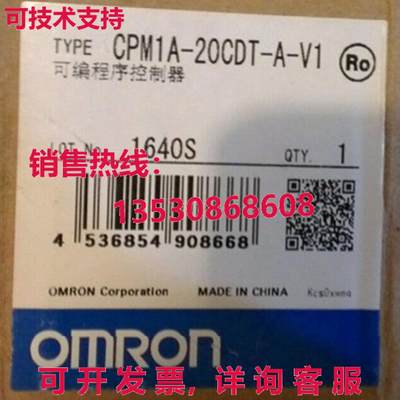 可技术支持
TYPE CPM1A-20CDT-A-V1 Ro
可编程序控制器
LOT No. 1640S QTY. 1
销售热线：
13530868608
4 536854 908668
OMRON Corporation MADE IN CHINA
OMRON
可开发票，详询客服